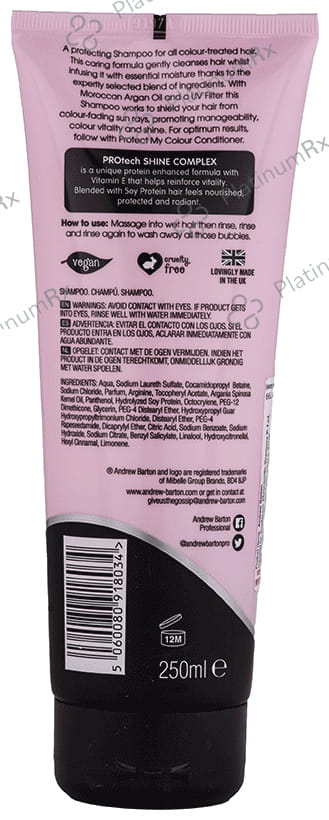 A protecting Shampoo for all colour-treated hair.
This caring formula gently cleanses hair whilst
infusing it with essential moisture thanks to the
expertly selected blend of ingredients. With
Moroccan Argan Oil and a UV Filter this
Shampoo works to shield your hair from
colour-fading sun rays, promoting manageability,
colour vitality and shine. For optimum results,
follow with Protect My Colour Conditioner.
PROtech SHINE COMPLEX
is a unique protein enhanced formula with
Vitamin E that helps reinforce vitality.
Blended with Soy Protein hair feels nourished,
protected and radiant.
How to use: Massage into wet hair then rinse, rinse
and rinse again to wash away all those bubbles.
vegan
cruelty
free
LOVINGLY MADE
IN THE UK
SHAMPOO. CHAMPÚ. SHAMPOO.
EN WARNINGS: AVOID CONTACT WITH EYES. IF PRODUCT GETS
INTO EYES, RINSE WELL WITH WATER IMMEDIATELY.
ES ADVERTENCIA: EVITAR EL CONTACTO CON LOS OJOS. SI EL
PRODUCTO ENTRA EN LOS OJOS, ACLARAR INMEDIATAMENTE CON
AGUA ABUNDANTE.
NL OPGELET: CONTACT MET DE OGEN VERMIJDEN. INDIEN HET
PRODUCT IN DE OGEN TERECHTKOMT, ONMIDDELLIJK GRONDIG
MET WATER SPOELEN.
INGREDIENTS: Aqua, Sodium Laureth Sulfate, Cocamidopropyl Betaine,
Sodium Chloride, Parfum, Arginine, Tocopheryl Acetate, Argania Spinosa
Kernel Oil, Panthenol, Hydrolyzed Soy Protein, Octocrylene, PEG-12
Dimethicone, Glycerin, PEG-4 Distearyl Ether, Hydroxypropyl Guar
Hydroxypropyltrimonium Chloride, Distearyl Ether, PEG-4
Rapeseedamide, Dicaprylyl Ether, Citric Acid, Sodium Benzoate, Sodium
Hydroxide, Sodium Citrate, Benzyl Salicylate, Linalool, Hydroxycitronellal,
Hexyl Cinnamal, Limonene.
® Andrew Barton and logo are registered trademarks
of Mibelle Group Brands, BD4 8JP
www.andrew-barton.com or get in contact at:
giveusthegossip@andrew-barton.com
Andrew Barton
Professional
@andrewbartonpro
5 060080 918034 >
12M
250ml e
PlatinumRx
PlatinumRx
PlatinumRx